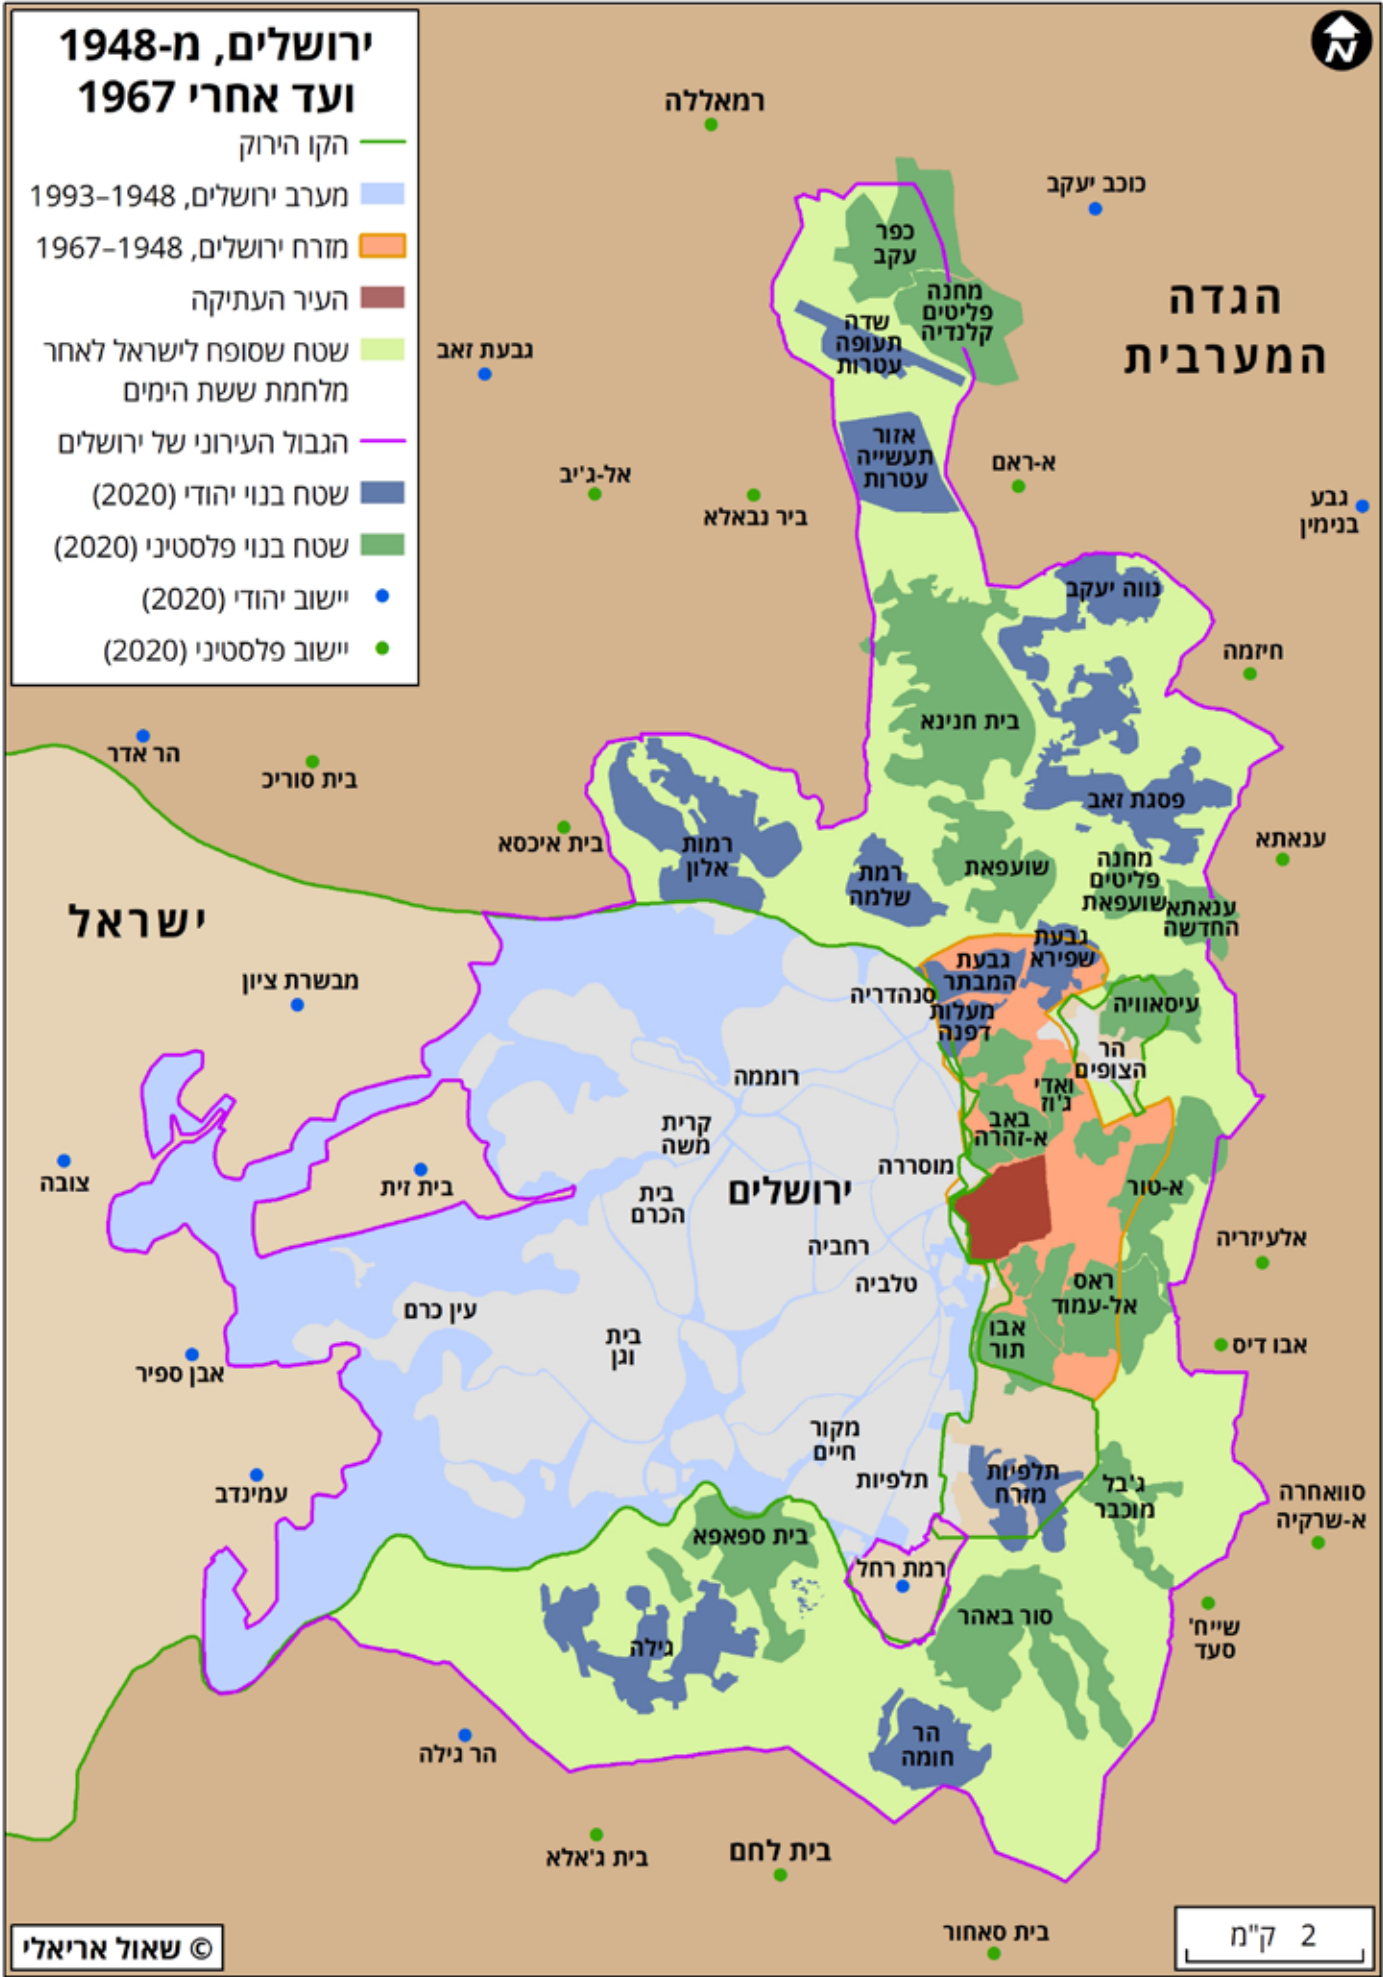 ירושלים, מ-1948
ועד אחרי 1967
הקו הירוק
מערב ירושלים, 1948–1993
מזרח ירושלים, 1948–1967
העיר העתיקה
שטח שסופח לישראל לאחר
מלחמת ששת הימים
הגבול העירוני של ירושלים
שטח בנוי יהודי (2020)
שטח בנוי פלסטיני (2020)
יישוב יהודי (2020)
יישוב פלסטיני (2020)
N
רמאללה
כוכב יעקב
כפר
עקב
מחנה
פליטים
קלנדיה
הגדה
המערבית
שדה
תעופה
עטרות
גבעת זאב
אזור
תעשייה
עטרות
א-ראם
אל-ג'יב
ביר נבאלא
גבע
בנימין
נווה יעקב
חיזמה
בית חנינא
הר אדר
בית סוריכ
פסגת זאב
בית איכסא
רמות
אלון
רמת
שלמה
שועפאת
מחנה
פליטים
שועפאת
ענאתא
ענאתא
החדשה
ישראל
מבשרת ציון
סנהדריה
גבעת
המבתר
גבעת
שפירא
מעלות
דפנה
עיסאוויה
הר
הצופים
רוממה
ואדי
ג'וז
קרית
משה
באב
א-זהרה
מוסררה
צובה
בית זית
בית
הכרם
ירושלים
א-טור
רחביה
אלעיזריה
טלביה
ראס
אל-עמוד
עין כרם
בית
וגן
אבו
תור
אבו דיס
אבן ספיר
מקור
חיים
תלפיות
תלפיות
מזרח
ג'בל
מוכבר
עמינדב
סוואחרה
א-שרקיה
בית ספאפא
רמת רחל
סור באהר
שייח'
סעד
גילה
הר גילה
הר
חומה
בית ג'אלא
בית לחם
בית סאחור
2 ק"מ
© שאול אריאלי